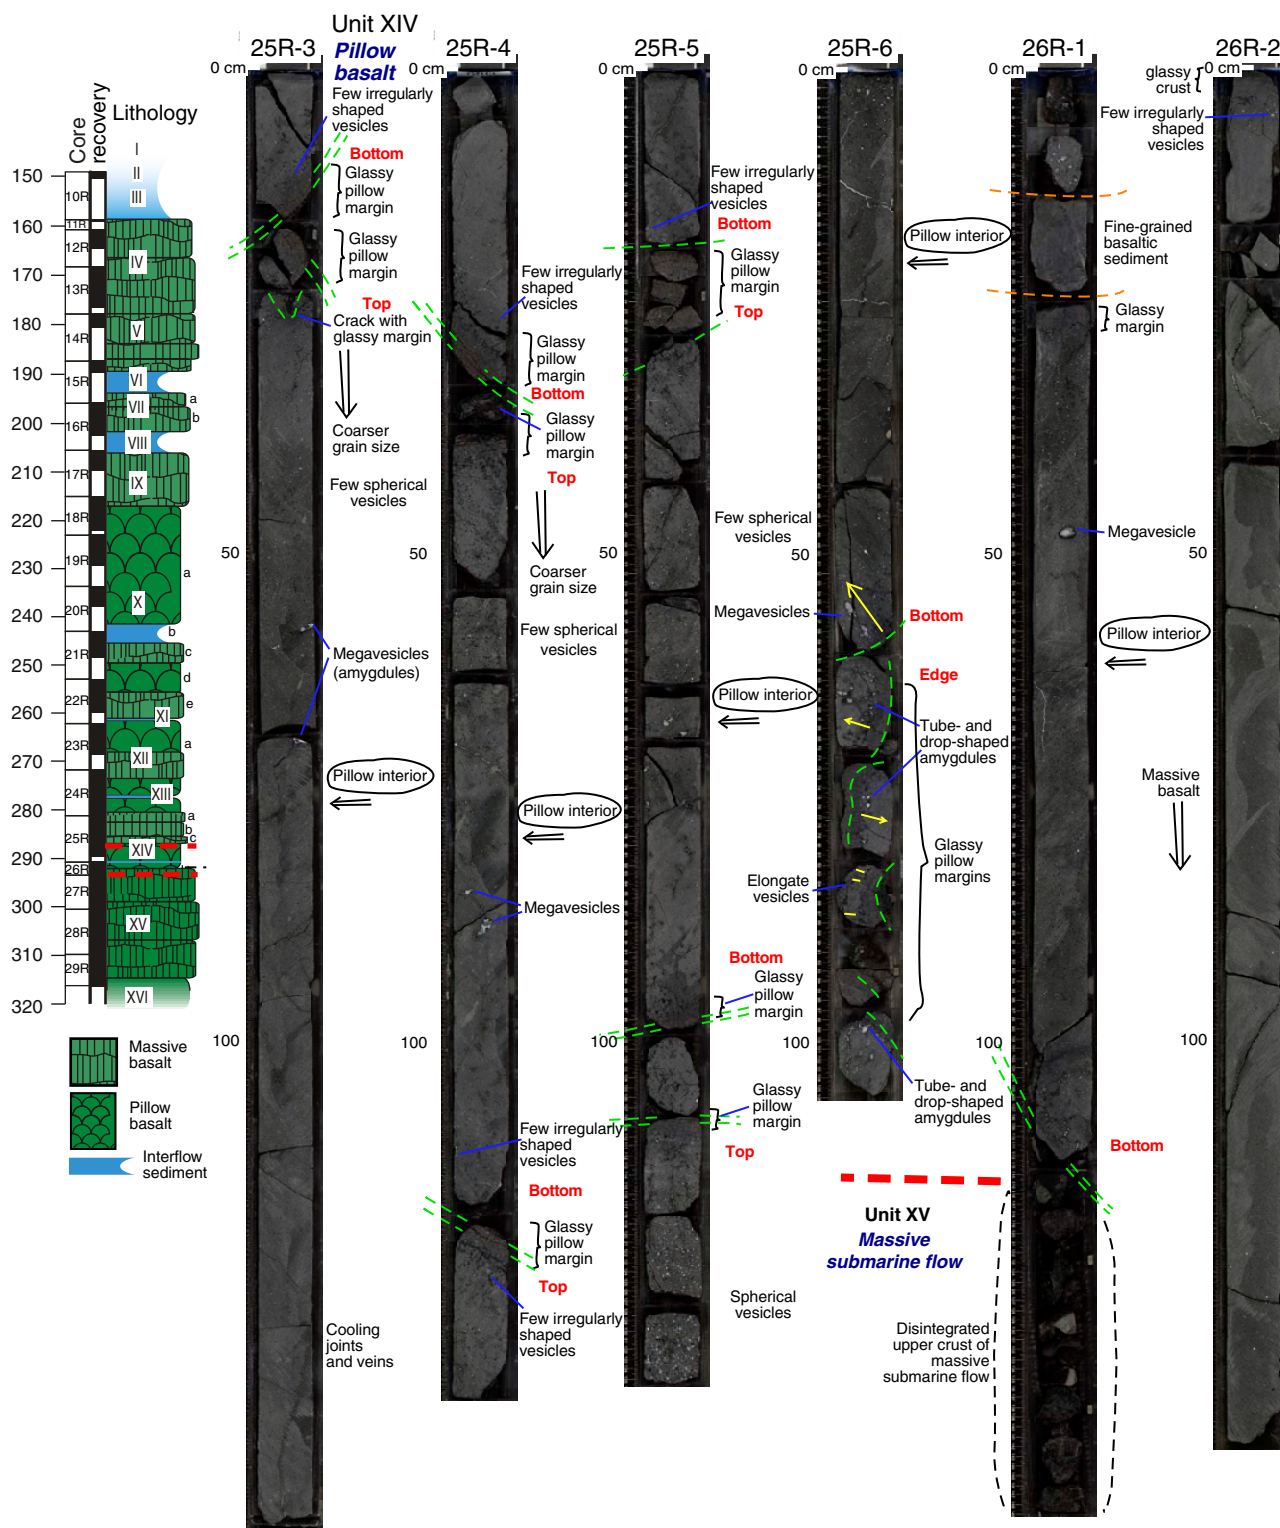 Unit XIV
Pillow
basalt
25R-3
25R-4
25R-5
25R-6
26R-1
26R-2
0 cm
0 cm
0 cm
0 cm
0 cm
0 cm
Core
recovery
Lithology
I
II
III
IV
V
VI
VII
VIII
IX
X
XI
XII
XIII
XIV
XV
XVI
150
160
170
180
190
200
210
220
230
240
250
260
270
280
290
300
310
320
10R
11R
12R
13R
14R
15R
16R
17R
18R
19R
20R
21R
22R
23R
24R
25R
26R
27R
28R
29R
a
b
a
b
c
d
e
a
a
b
c
Massive
basalt
Pillow
basalt
Interflow
sediment
Few irregularly
shaped
vesicles
Bottom
Glassy
pillow
margin
Glassy
pillow
margin
Top
Crack with
glassy margin
Coarser
grain size
Few spherical
vesicles
50
Megavesicles
(amygdules)
Pillow interior
100
Cooling
joints
and veins
Few irregularly
shaped
vesicles
Glassy
pillow
margin
Bottom
Glassy
pillow
margin
Top
50
Coarser
grain size
Few spherical
vesicles
Pillow interior
Megavesicles
100
Few irregularly
shaped
vesicles
Bottom
Glassy
pillow
margin
Top
Few irregularly
shaped
vesicles
Few irregularly
shaped
vesicles
Bottom
Glassy
pillow
margin
Top
Few spherical
vesicles
50
Pillow interior
Bottom
Glassy
pillow
margin
100
Glassy
pillow
margin
Top
Spherical
vesicles
Pillow interior
50
Megavesicles
Bottom
Edge
Tube- and
drop-shaped
amygdules
Elongate
vesicles
Glassy
pillow
margins
100
Tube- and
drop-shaped
amygdules
Unit XV
Massive
submarine flow
Disintegrated
upper crust of
massive
submarine flow
Fine-grained
basaltic
sediment
Glassy
margin
Megavesicle
50
Pillow interior
100
Bottom
glassy
crust
Few irregularly
shaped
vesicles
50
Massive
basalt
100